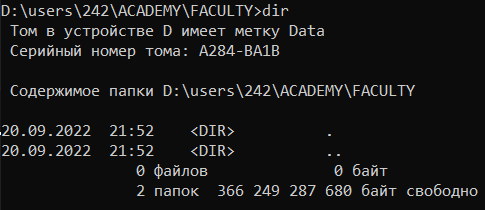 D:\users\242\ACADEMY\FACULTY>dir
Том в устройстве D имеет метку Data
Серийный номер тома: A284-BA1B
Содержимое папки D:\users\242\ACADEMY\FACULTY
20.09.2022  21:52    <DIR>          .
20.09.2022  21:52    <DIR>          ..
0 файлов              0 байт
2 папок  366 249 287 680 байт свободно